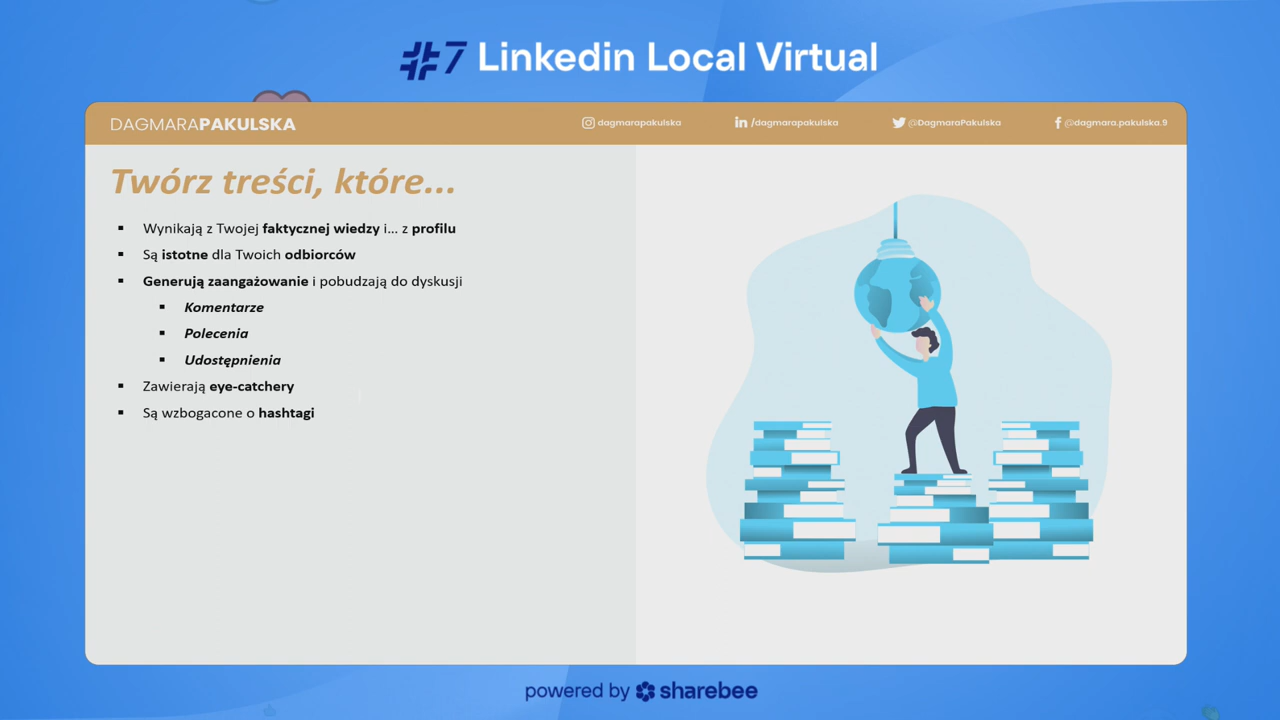 #7 Linkedin Local Virtual
DAGMARAPAKULSKA
dagmarapakulska
/dagmarapakulska
@DagmaraPakulska
@dagmara.pakulska.9
Twórz treści, które...
Wynikają z Twojej faktycznej wiedzy i... z profilu
Są istotne dla Twoich odbiorców
Generują zaangażowanie i pobudzają do dyskusji
Komentarze
Polecenia
Udostępnienia
Zawierają eye-catchery
Są wzbogacone o hashtagi
powered by sharebee